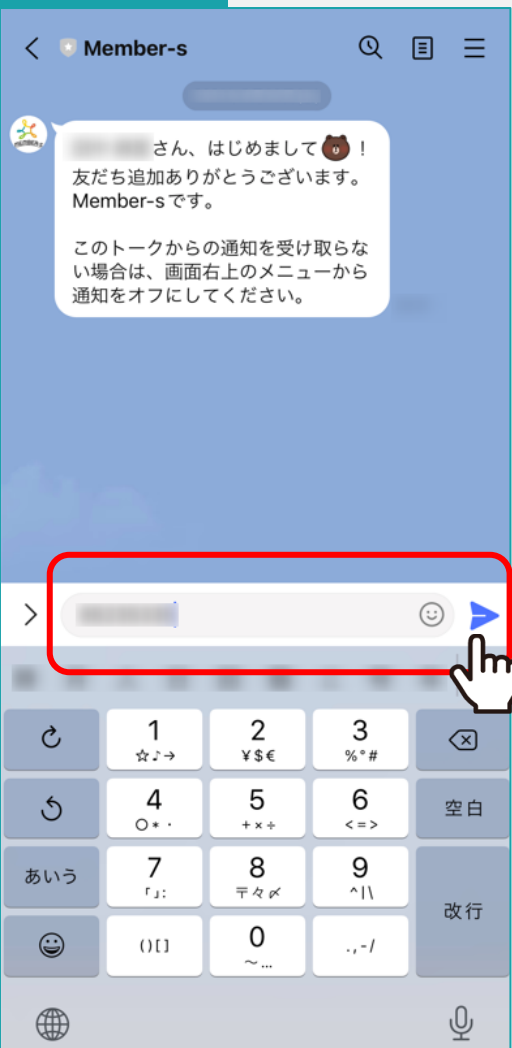 Member-s
さん、はじめまして！
友だち追加ありがとうございます。
Member-sです。
このトークからの通知を受け取らな
い場合は、画面右上のメニューから
通知をオフにしてください。
1 2 3
☆♪→ ¥$€ %°#
4 5 6 空白
○*・ +×÷ <=>
あいう 7 8 9
「」: 〒々〆 ^|\
改行
()[] 0 .,-/
～…